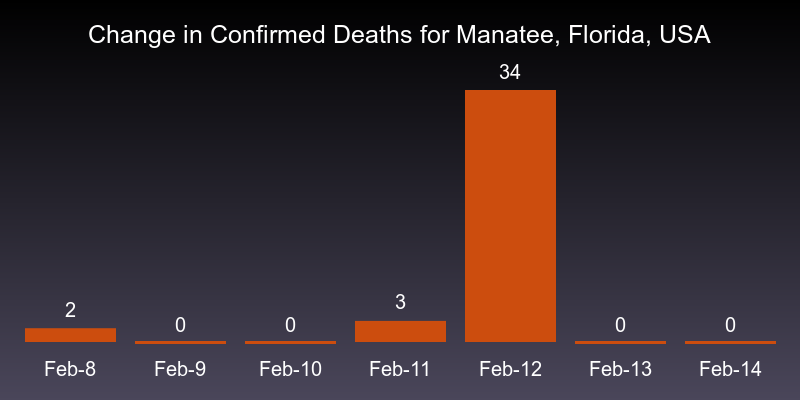 Change in Confirmed Deaths for Manatee, Florida, USA
34
2 0 0 3 0 0
Feb-8 Feb-9 Feb-10 Feb-11 Feb-12 Feb-13 Feb-14